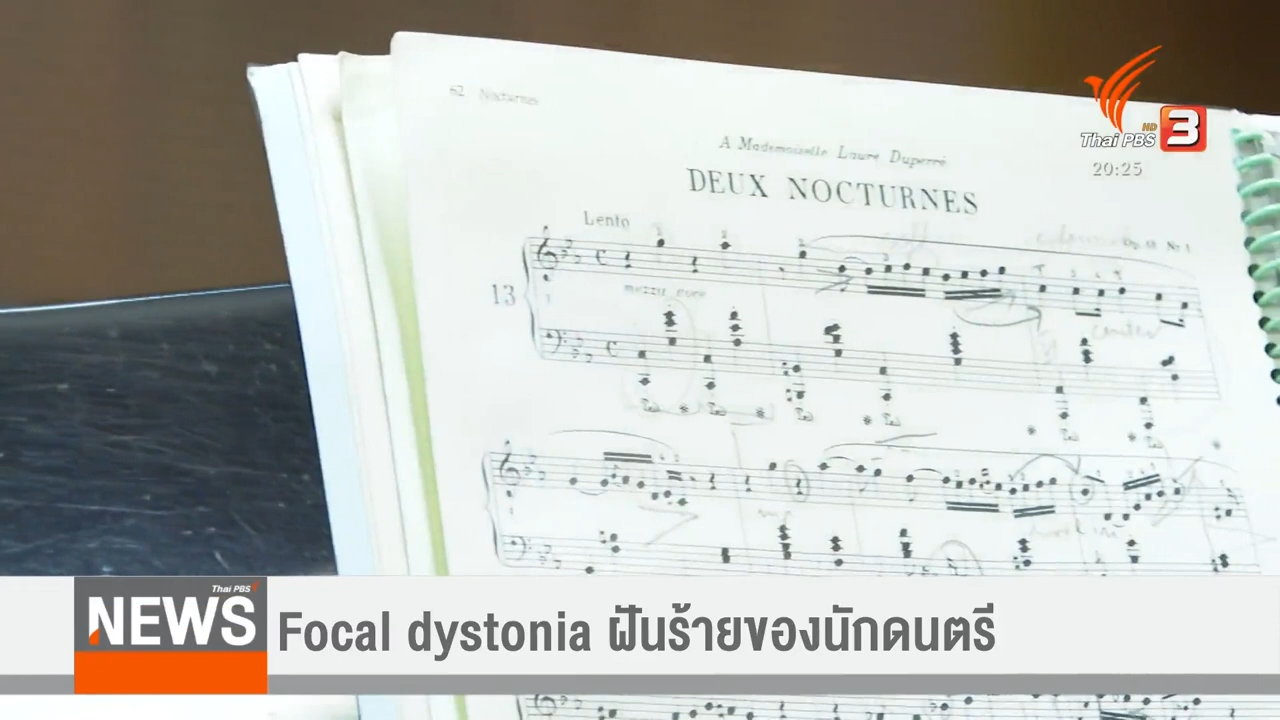 62 Nocturnes
A Mademoiselle Laure Duperré
DEUX NOCTURNES
Lento
Op. 48 Nr. 1
13
mezza voce
Thai PBS HD 3
20:25
Thai PBS
NEWS
Focal dystonia ฝันร้ายของนักดนตรี